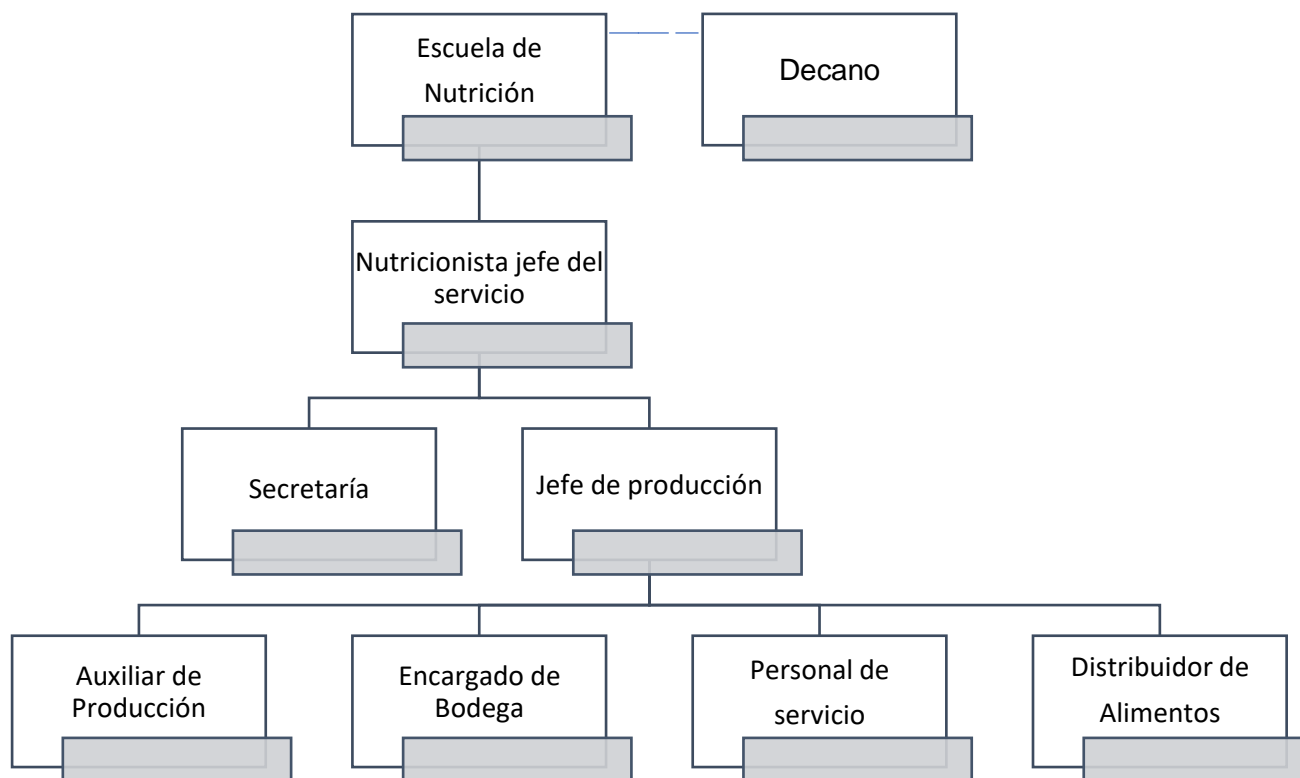 Escuela de
Nutrición
Decano
Nutricionista jefe del
servicio
Secretaría
Jefe de producción
Auxiliar de
Producción
Encargado de
Bodega
Personal de
servicio
Distribuidor de
Alimentos